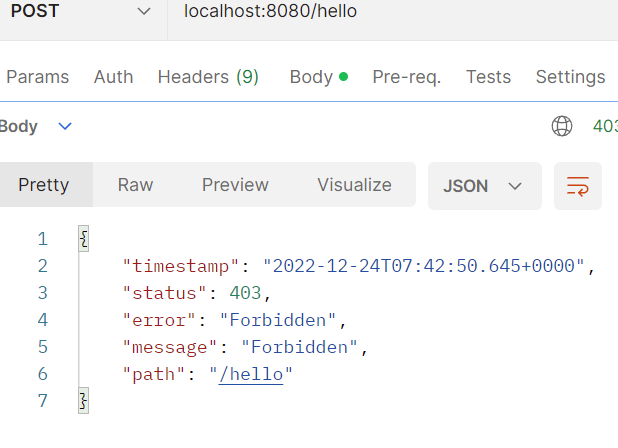 POST localhost:8080/hello
Params Auth Headers (9) Body Pre-req. Tests Settings
Body 403
Pretty Raw Preview Visualize JSON
1 {
2 "timestamp": "2022-12-24T07:42:50.645+0000",
3 "status": 403,
4 "error": "Forbidden",
5 "message": "Forbidden",
6 "path": "/hello"
7 }